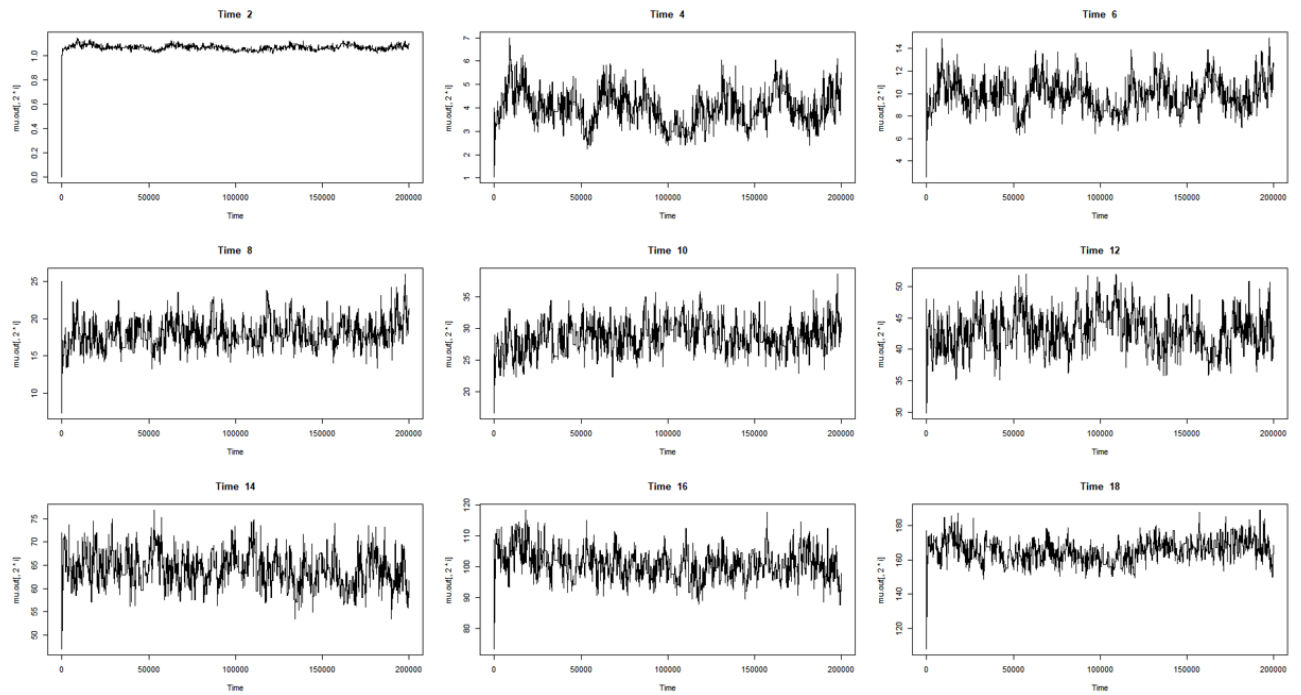 Time 2
mu.out[, 2 * i]
0.0 0.2 0.4 0.6 0.8 1.0
0 50000 100000 150000 200000
Time
Time 4
mu.out[, 2 * i]
1 2 3 4 5 6 7
0 50000 100000 150000 200000
Time
Time 6
mu.out[, 2 * i]
4 6 8 10 12 14
0 50000 100000 150000 200000
Time
Time 8
mu.out[, 2 * i]
10 15 20 25
0 50000 100000 150000 200000
Time
Time 10
mu.out[, 2 * i]
20 25 30 35
0 50000 100000 150000 200000
Time
Time 12
mu.out[, 2 * i]
30 35 40 45 50
0 50000 100000 150000 200000
Time
Time 14
mu.out[, 2 * i]
50 55 60 65 70 75
0 50000 100000 150000 200000
Time
Time 16
mu.out[, 2 * i]
80 90 100 110 120
0 50000 100000 150000 200000
Time
Time 18
mu.out[, 2 * i]
120 140 160 180
0 50000 100000 150000 200000
Time